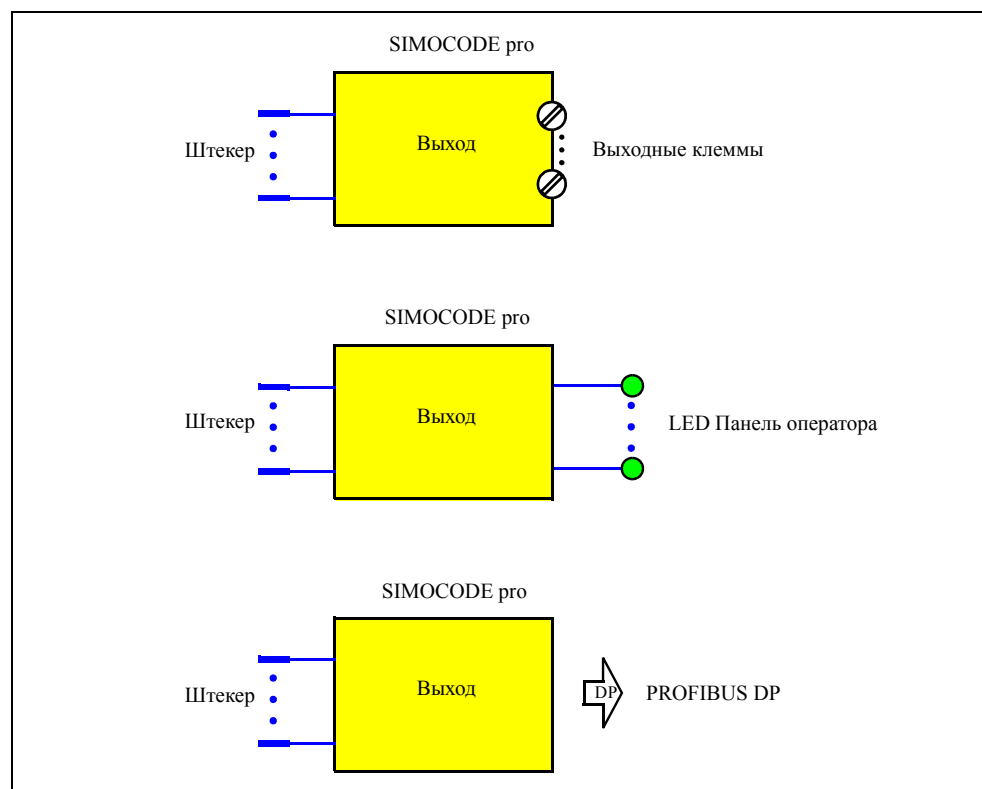 SIMOCODE pro
Штекер
Выход
Выходные клеммы
SIMOCODE pro
Штекер
Выход
LED Панель оператора
SIMOCODE pro
Штекер
Выход
DP
PROFIBUS DP